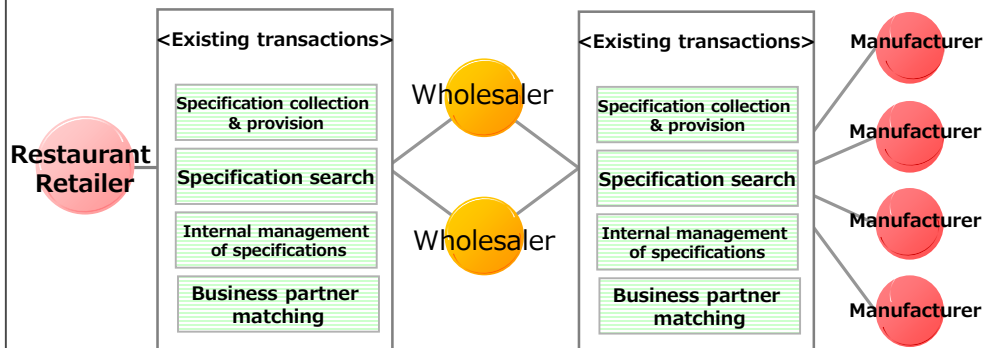 <Existing transactions>
Specification collection
& provision
Specification search
Internal management
of specifications
Business partner
matching
Restaurant
Retailer
Wholesaler
Wholesaler
<Existing transactions>
Specification collection
& provision
Specification search
Internal management
of specifications
Business partner
matching
Manufacturer
Manufacturer
Manufacturer
Manufacturer